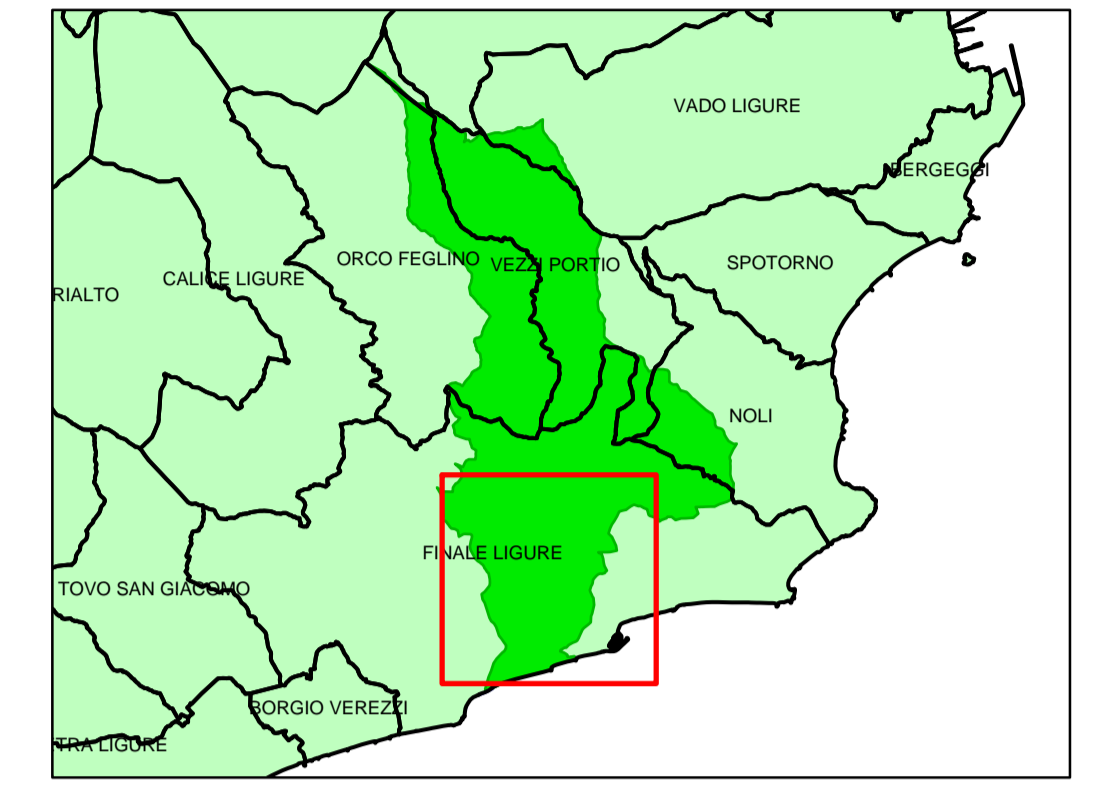 VADO LIGURE
BERGEGGI
ORCO FEGLINO
VEZZI PORTIO
SPOTORNO
CALICE LIGURE
RIALTO
NOLI
FINALE LIGURE
TOVO SAN GIACOMO
BORGIO VEREZZI
TRA LIGURE